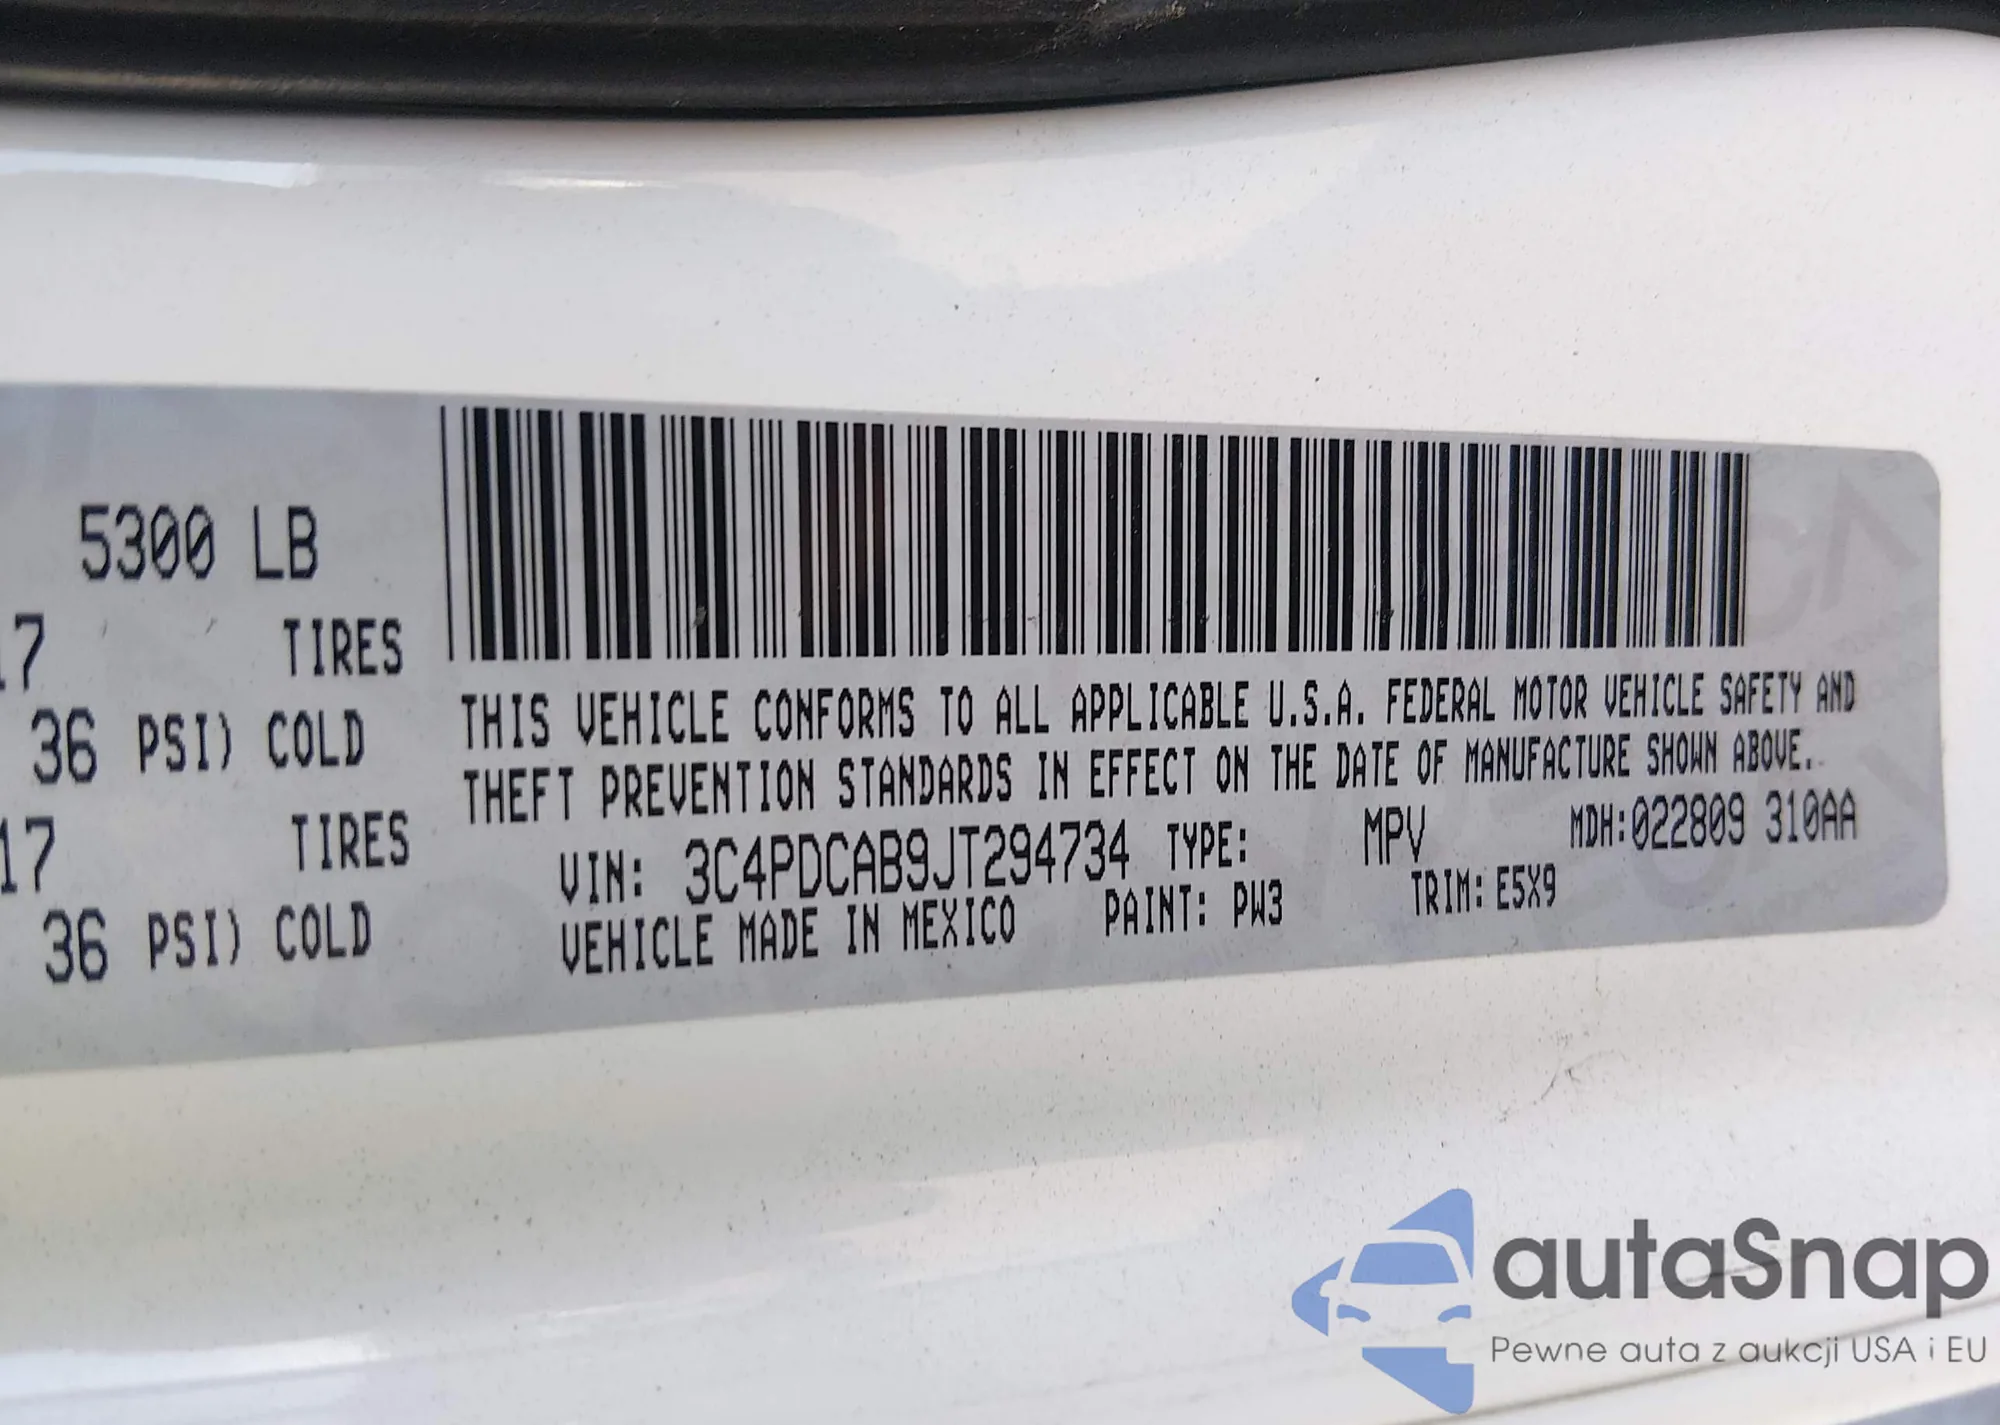 5300 LB
17 TIRES
36 PSI) COLD
17 TIRES
36 PSI) COLD
THIS VEHICLE CONFORMS TO ALL APPLICABLE U.S.A. FEDERAL MOTOR VEHICLE SAFETY AND
THEFT PREVENTION STANDARDS IN EFFECT ON THE DATE OF MANUFACTURE SHOWN ABOVE.
VIN: 3C4PDCAB9JT294734 TYPE: MPV MDH:022809 310AA
VEHICLE MADE IN MEXICO PAINT: PW3 TRIM: E5X9
autaSnap
Pewne auta z aukcji USA i EU